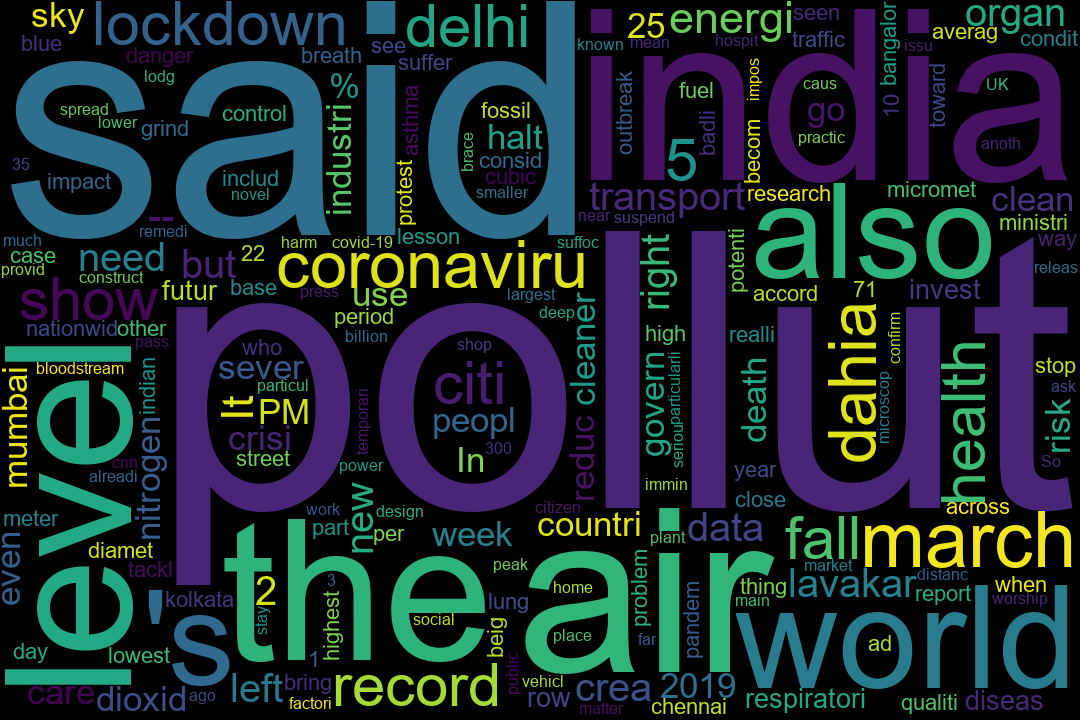 sky
lockdown
delhi
25
energi
seen
organ
blue
danger
breath
see
suffer
mean
hospit
traffic
issu
bangalor
averag
condit
said
india
lodg
%
outbreak
fuel
badli
impos
caus
10
toward
UK
spread
lower
grind
control
industri
asthma
fossil
halt
brace
consid
cubic
smaller
5
becom
go
practic
anoth
35
impact
includ
novel
protest
transport
research
micromet
clean
--
remedi
near
suspend
also
ministri
much
case
provid
need
construct
but
22
harm
covid-19
lesson
suffoc
coronaviru
right
potenti
way
releas
show
futur
base
press
use
largest
deep
cleaner
accord
71
invest
nationwid
other
pass
period
billion
shop
high
realli
dahia
confirm
pollut
level
mumbai
bloodstream
indian
who
sever
particul
It
PM
crisi
street
temporari
citi
peopl
In
300
power
reduc
govern
seriou
particularli
death
microscop
health
stop
ask
risk
So
cnn
alreadi
nitrogen
immin
year
close
across
meter
even
diamet
tackl
part
work
new
design
per
week
citizen
countri
plant
data
fall
march
the
air
peak
home
problem
pandem
thing
main
lavakar
market
distanc
report
when
worship
's
kolkata
2
stay
highest
3
social
lung
beig
place
far
world
ad
day
lowest
care
dioxid
ago
left
bring
1
factori
record
public
vehicl
row
matter
crea
2019
chennai
respiratori
qualiti
diseas